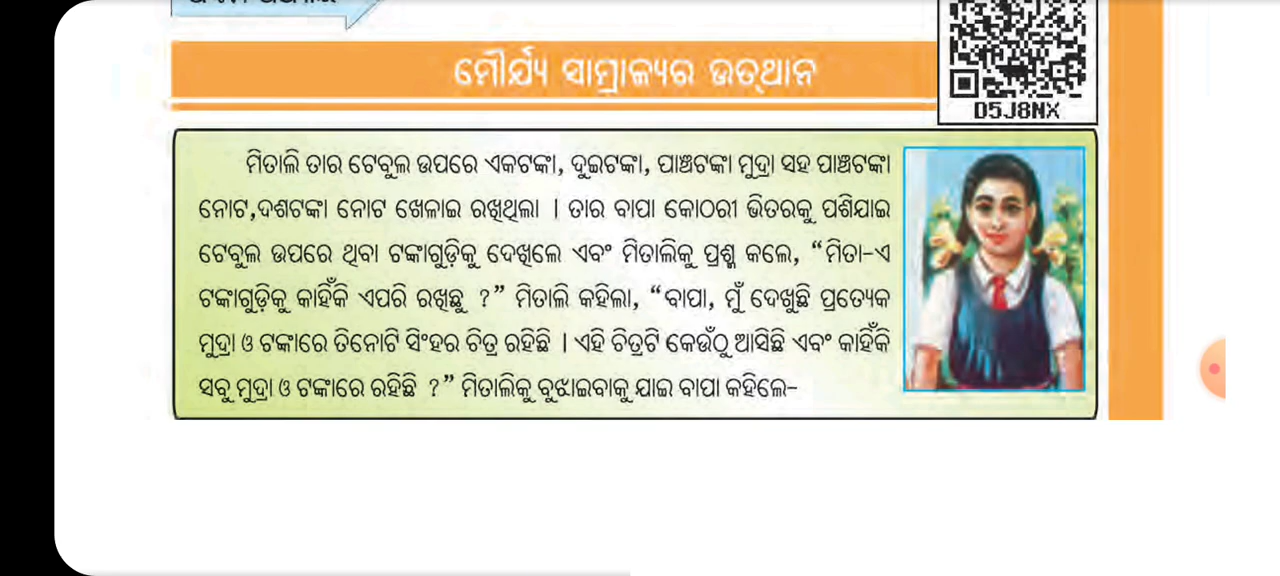 ମୌର୍ଯ୍ୟ ସାମ୍ରାଜ୍ୟର ଉତ୍‌ଥାନ
D5J8NX
ମିତାଲି ତାର ଟେବୁଲ ଉପରେ ଏକଟଙ୍କା, ଦୁଇଟଙ୍କା, ପାଞ୍ଚଟଙ୍କା ମୁଦ୍ରା ସହ ପାଞ୍ଚଟଙ୍କା
ନୋଟ,ଦଶଟଙ୍କା ନୋଟ ଖେଳାଇ ରଖିଥିଲା । ତାର ବାପା କୋଠରୀ ଭିତରକୁ ପଶିଯାଇ
ଟେବୁଲ ଉପରେ ଥିବା ଟଙ୍କାଗୁଡ଼ିକୁ ଦେଖିଲେ ଏବଂ ମିତାଲିକୁ ପ୍ରଶ୍ନ କଲେ, “ମିତା-ଏ
ଟଙ୍କାଗୁଡ଼ିକୁ କାହିଁକି ଏପରି ରଖିଛୁ ?” ମିତାଲି କହିଲା, “ବାପା, ମୁଁ ଦେଖୁଛି ପ୍ରତ୍ୟେକ
ମୁଦ୍ରା ଓ ଟଙ୍କାରେ ତିନୋଟି ସିଂହର ଚିତ୍ର ରହିଛି । ଏହି ଚିତ୍ରଟି କେଉଁଠୁ ଆସିଛି ଏବଂ କାହିଁକି
ସବୁ ମୁଦ୍ରା ଓ ଟଙ୍କାରେ ରହିଛି ?” ମିତାଲିକୁ ବୁଝାଇବାକୁ ଯାଇ ବାପା କହିଲେ-